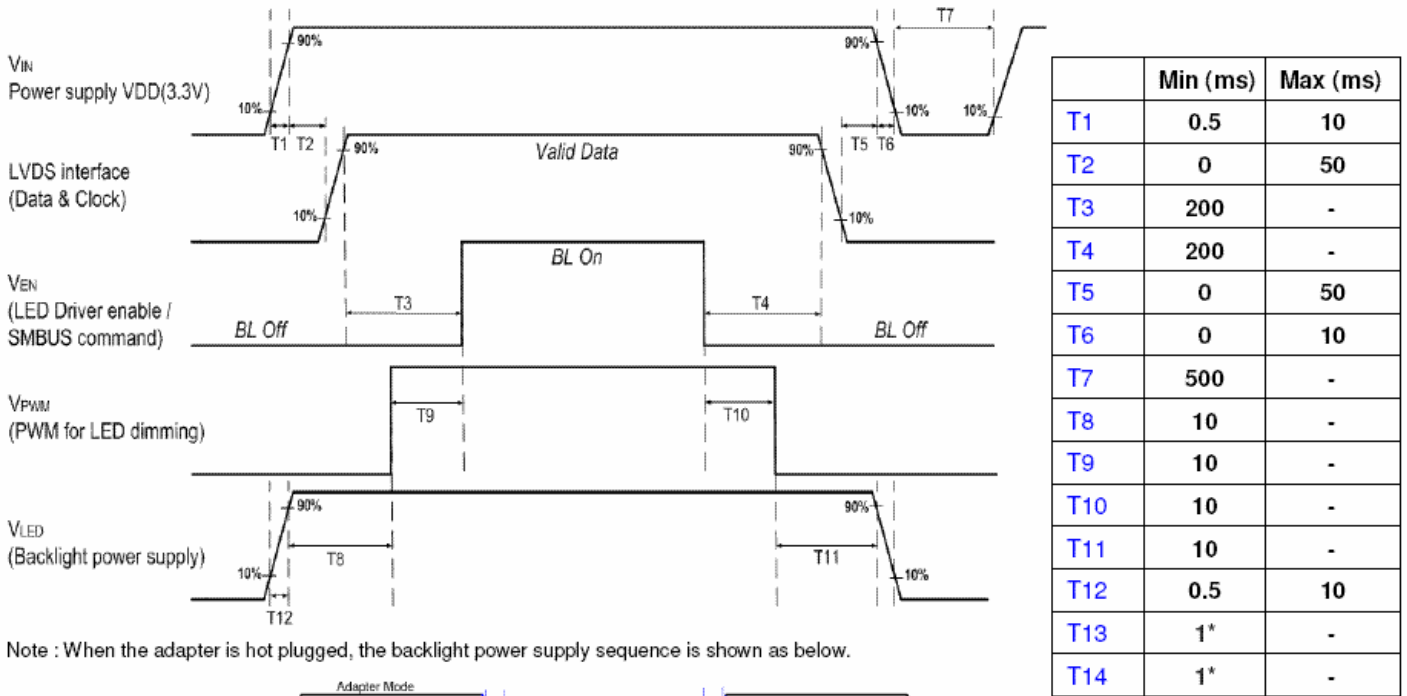 T7
90%
90%
VIN
Power supply VDD(3.3V)
10%
10%
10%
T1 T2
T5 T6
90%
Valid Data
90%
LVDS interface
(Data & Clock)
10%
10%
BL On
VEN
(LED Driver enable /
SMBUS command)
T3
T4
BL Off
BL Off
VPWM
(PWM for LED dimming)
T9
T10
90%
90%
VLED
(Backlight power supply)
T8
T11
10%
10%
T12
Note : When the adapter is hot plugged, the backlight power supply sequence is shown as below.
Adapter Mode
Min (ms) Max (ms)
T1 0.5 10
T2 0 50
T3 200 -
T4 200 -
T5 0 50
T6 0 10
T7 500 -
T8 10 -
T9 10 -
T10 10 -
T11 10 -
T12 0.5 10
T13 1* -
T14 1* -